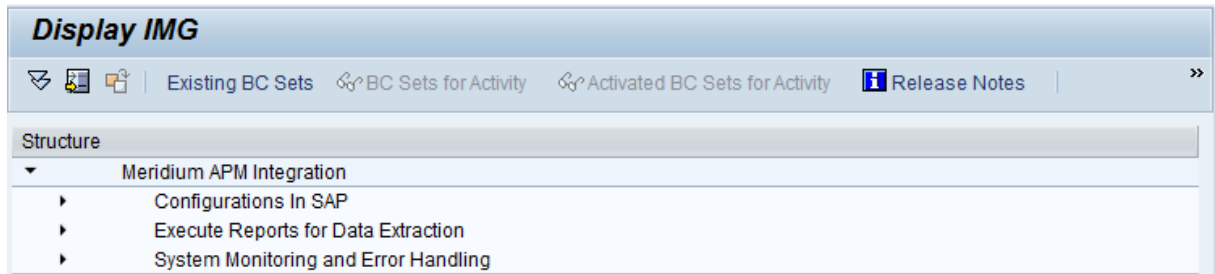 Display IMG
Existing BC Sets BC Sets for Activity Activated BC Sets for Activity Release Notes »
Structure
Meridium APM Integration
Configurations In SAP
Execute Reports for Data Extraction
System Monitoring and Error Handling